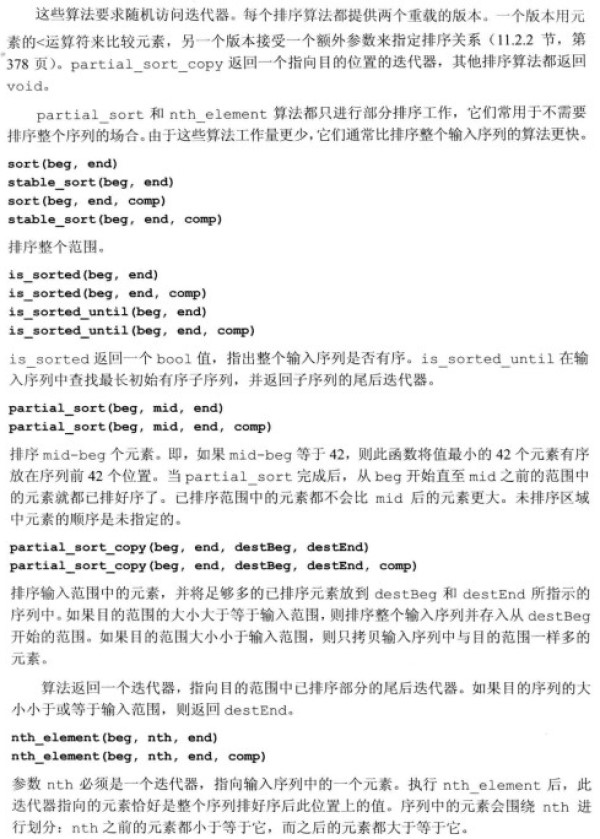 这些算法要求随机访问迭代器。每个排序算法都提供两个重载的版本。一个版本用元
素的<运算符来比较元素，另一个版本接受一个额外参数来指定排序关系（11.2.2 节，第
378 页）。partial_sort_copy 返回一个指向目的位置的迭代器，其他排序算法都返回
void。
partial_sort 和 nth_element 算法都只进行部分排序工作，它们常用于不需要
排序整个序列的场合。由于这些算法工作量更少，它们通常比排序整个输入序列的算法更快。
sort(beg, end)
stable_sort(beg, end)
sort(beg, end, comp)
stable_sort(beg, end, comp)
排序整个范围。
is_sorted(beg, end)
is_sorted(beg, end, comp)
is_sorted_until(beg, end)
is_sorted_until(beg, end, comp)
is_sorted 返回一个 bool 值，指出整个输入序列是否有序。is_sorted_until 在输
入序列中查找最长初始有序子序列，并返回子序列的尾后迭代器。
partial_sort(beg, mid, end)
partial_sort(beg, mid, end, comp)
排序 mid-beg 个元素。即，如果 mid-beg 等于 42，则此函数将值最小的 42 个元素有序
放在序列前 42 个位置。当 partial_sort 完成后，从 beg 开始直至 mid 之前的范围中
的元素就都已排好序了。已排序范围中的元素都不会比 mid 后的元素更大。未排序区域
中元素的顺序是未指定的。
partial_sort_copy(beg, end, destBeg, destEnd)
partial_sort_copy(beg, end, destBeg, destEnd, comp)
排序输入范围中的元素，并将足够多的已排序元素放到 destBeg 和 destEnd 所指示的
序列中。如果目的范围的大小大于等于输入范围，则排序整个输入序列并存入从 destBeg
开始的范围。如果目的范围大小小于输入范围，则只拷贝输入序列中与目的范围一样多的
元素。
算法返回一个迭代器，指向目的范围中已排序部分的尾后迭代器。如果目的序列的大
小小于或等于输入范围，则返回 destEnd。
nth_element(beg, nth, end)
nth_element(beg, nth, end, comp)
参数 nth 必须是一个迭代器，指向输入序列中的一个元素。执行 nth_element 后，此
迭代器指向的元素恰好是整个序列排好序后此位置上的值。序列中的元素会围绕 nth 进
行划分：nth 之前的元素都小于等于它，而之后的元素都大于等于它。